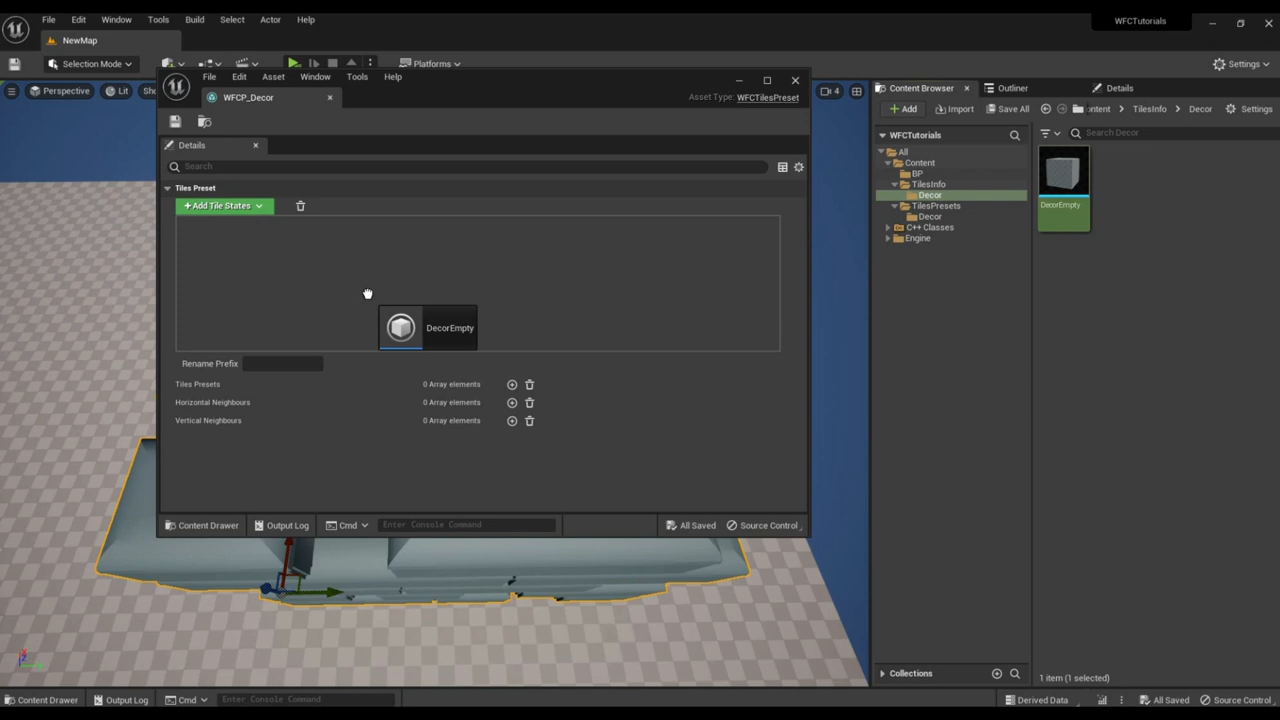 File Edit Window Tools Build Select Actor Help
WFCTutorials
NewMap
Selection Mode
Platforms
Settings
Perspective
Lit
Sho
4
File Edit Asset Window Tools Help
WFCP_Decor
Asset Type: WFCTilesPreset
Details
Search
Tiles Preset
+Add Tile States
DecorEmpty
Rename Prefix
Tiles Presets 0 Array elements
Horizontal Neighbours 0 Array elements
Vertical Neighbours 0 Array elements
Content Drawer Output Log Cmd Enter Console Command All Saved Source Control
Content Browser Outliner Details
Add Import Save All ontent TilesInfo Decor Settings
WFCTutorials
Search Decor
All
Content
BP
TilesInfo
Decor
TilesPresets
Decor
C++ Classes
Engine
DecorEmpty
Collections
1 item (1 selected)
Content Drawer Output Log Cmd Enter Console Command Derived Data All Saved Source Control